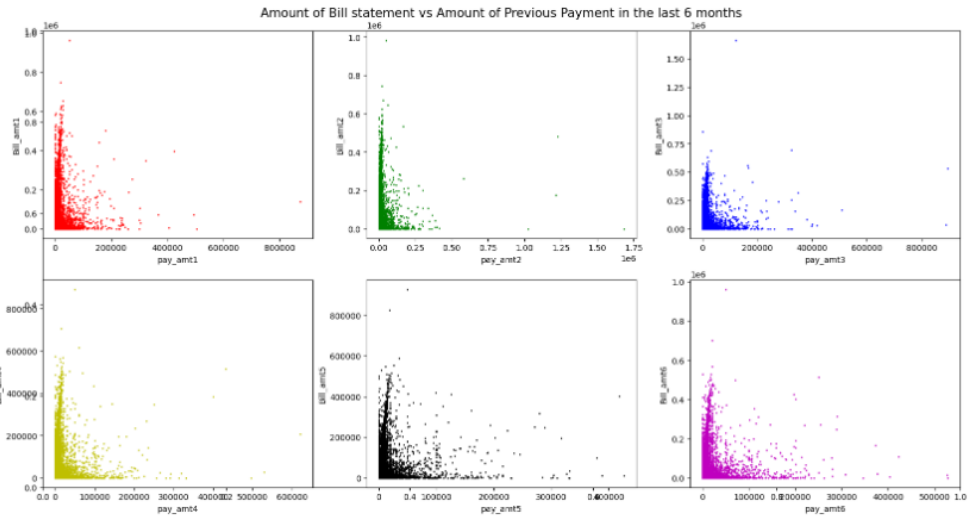 Amount of Bill statement vs Amount of Previous Payment in the last 6 months
1e6 1e6 1e6
1.0 1.0 1.0
0.8 0.8 0.6 0.4 0.2 0.6 0.0
Bill_amt1
0 200000 400000 600000 800000
pay_amt1
0.8 0.6 0.4 0.2 0.0
Bill_amt2
0.00 0.25 0.50 0.75 1.00 1.25 1.50 1.75
1e6
pay_amt2
1.50 1.25 1.00 0.75 0.50 0.25 0.00
Bill_amt3
0 200000 400000 600000 800000
pay_amt3
0.4
800000 600000 400000 200000 0
0.0
0.0 0 100000 200000 300000 500000 600000
pay_amt4
800000 600000 400000 200000 0
Bill_amt5
0 0.4 100000 200000 300000
pay_amt5
1e6
1.0 0.8 0.6 0.4 0.2 0.0
Bill_amt6
0 100000 200000 300000 400000 500000 1.0
pay_amt6